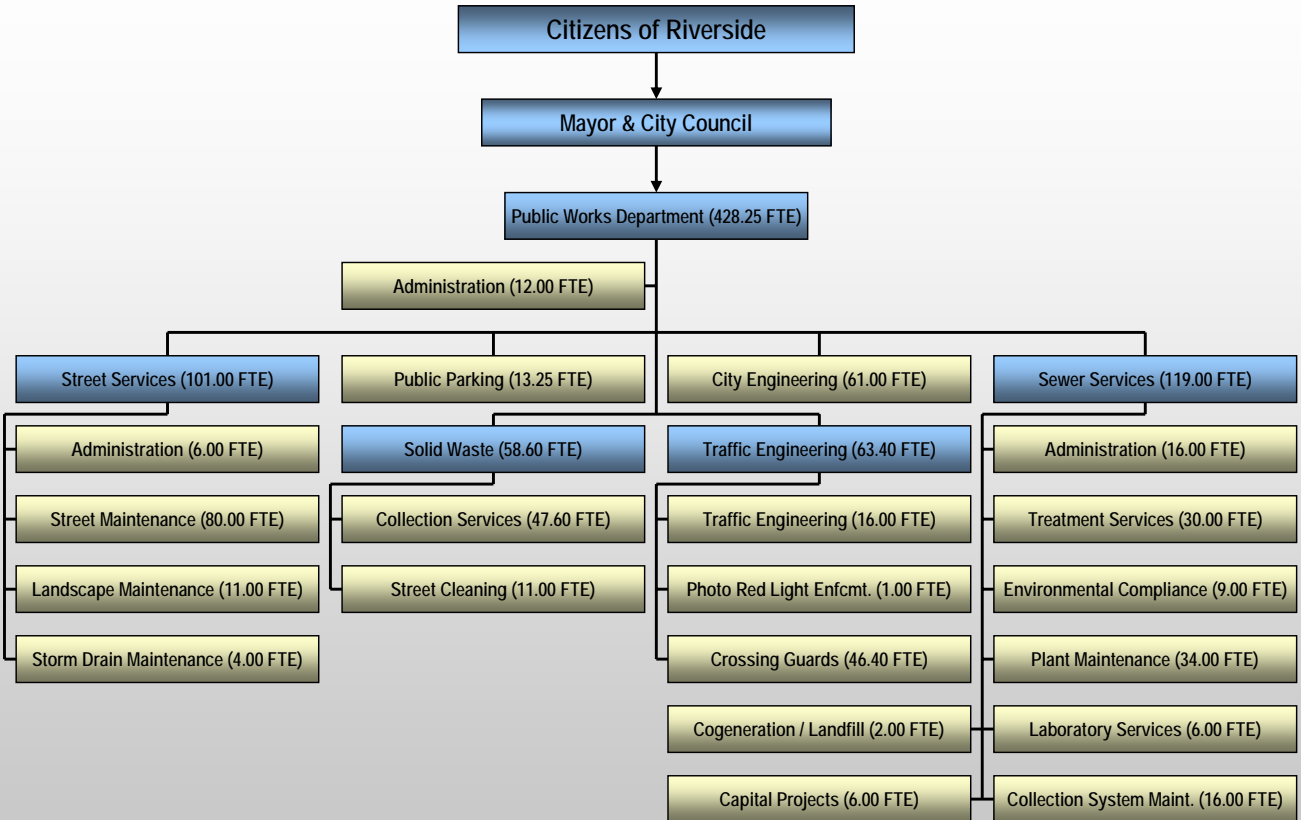 Citizens of Riverside
Mayor & City Council
Public Works Department (428.25 FTE)
Administration (12.00 FTE)
Street Services (101.00 FTE)
Public Parking (13.25 FTE)
City Engineering (61.00 FTE)
Sewer Services (119.00 FTE)
Administration (6.00 FTE)
Solid Waste (58.60 FTE)
Traffic Engineering (63.40 FTE)
Administration (16.00 FTE)
Street Maintenance (80.00 FTE)
Collection Services (47.60 FTE)
Traffic Engineering (16.00 FTE)
Treatment Services (30.00 FTE)
Landscape Maintenance (11.00 FTE)
Street Cleaning (11.00 FTE)
Photo Red Light Enfcmt. (1.00 FTE)
Environmental Compliance (9.00 FTE)
Storm Drain Maintenance (4.00 FTE)
Crossing Guards (46.40 FTE)
Plant Maintenance (34.00 FTE)
Cogeneration / Landfill (2.00 FTE)
Laboratory Services (6.00 FTE)
Capital Projects (6.00 FTE)
Collection System Maint. (16.00 FTE)